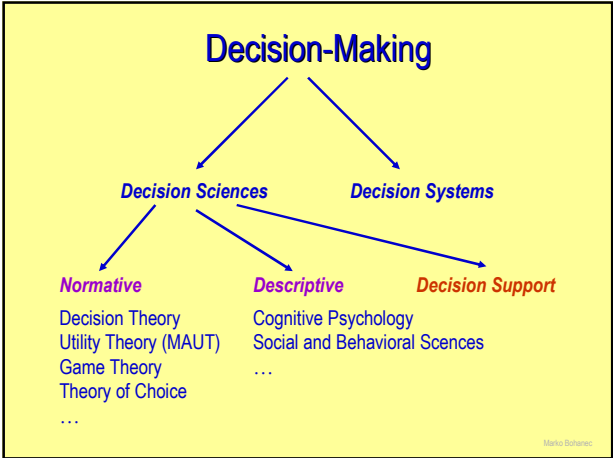 Decision-Making
Decision Sciences
Decision Systems
Normative
Decision Theory
Utility Theory (MAUT)
Game Theory
Theory of Choice
…
Descriptive
Cognitive Psychology
Social and Behavioral Scences
…
Decision Support
Marko Bohanec